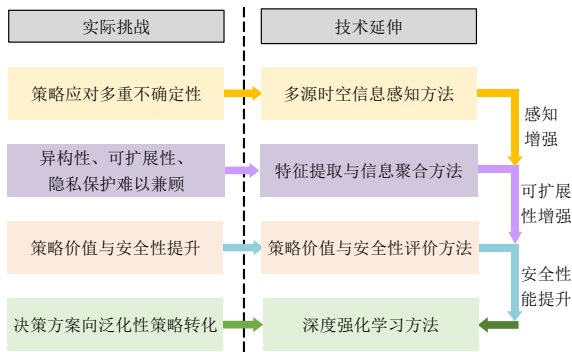 实际挑战
技术延伸
策略应对多重不确定性
多源时空信息感知方法
感知
增强
异构性、可扩展性、
隐私保护难以兼顾
特征提取与信息聚合方法
可扩展
性增强
策略价值与安全性提升
策略价值与安全性评价方法
安全性
能提升
决策方案向泛化性策略转化
深度强化学习方法